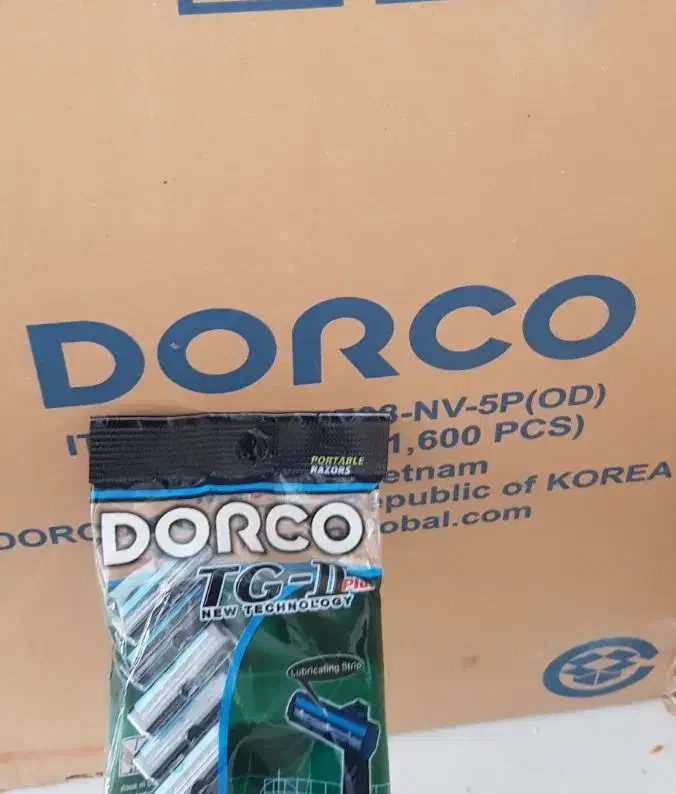 DORCO
-NV-5P(OD)
1,600 PCS)
etnam
epublic of KOREA
DORC
obal.com
PORTABLE
RAZORS
DORCO
TG-II Plus
NEW TECHNOLOGY
Lubricating Strip